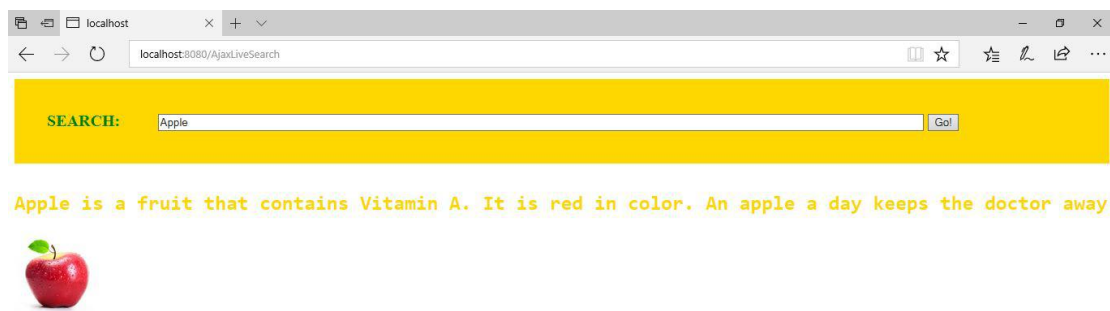 localhost
localhost:8080/AjaxLiveSearch
SEARCH: Apple Go!
Apple is a fruit that contains Vitamin A. It is red in color. An apple a day keeps the doctor away